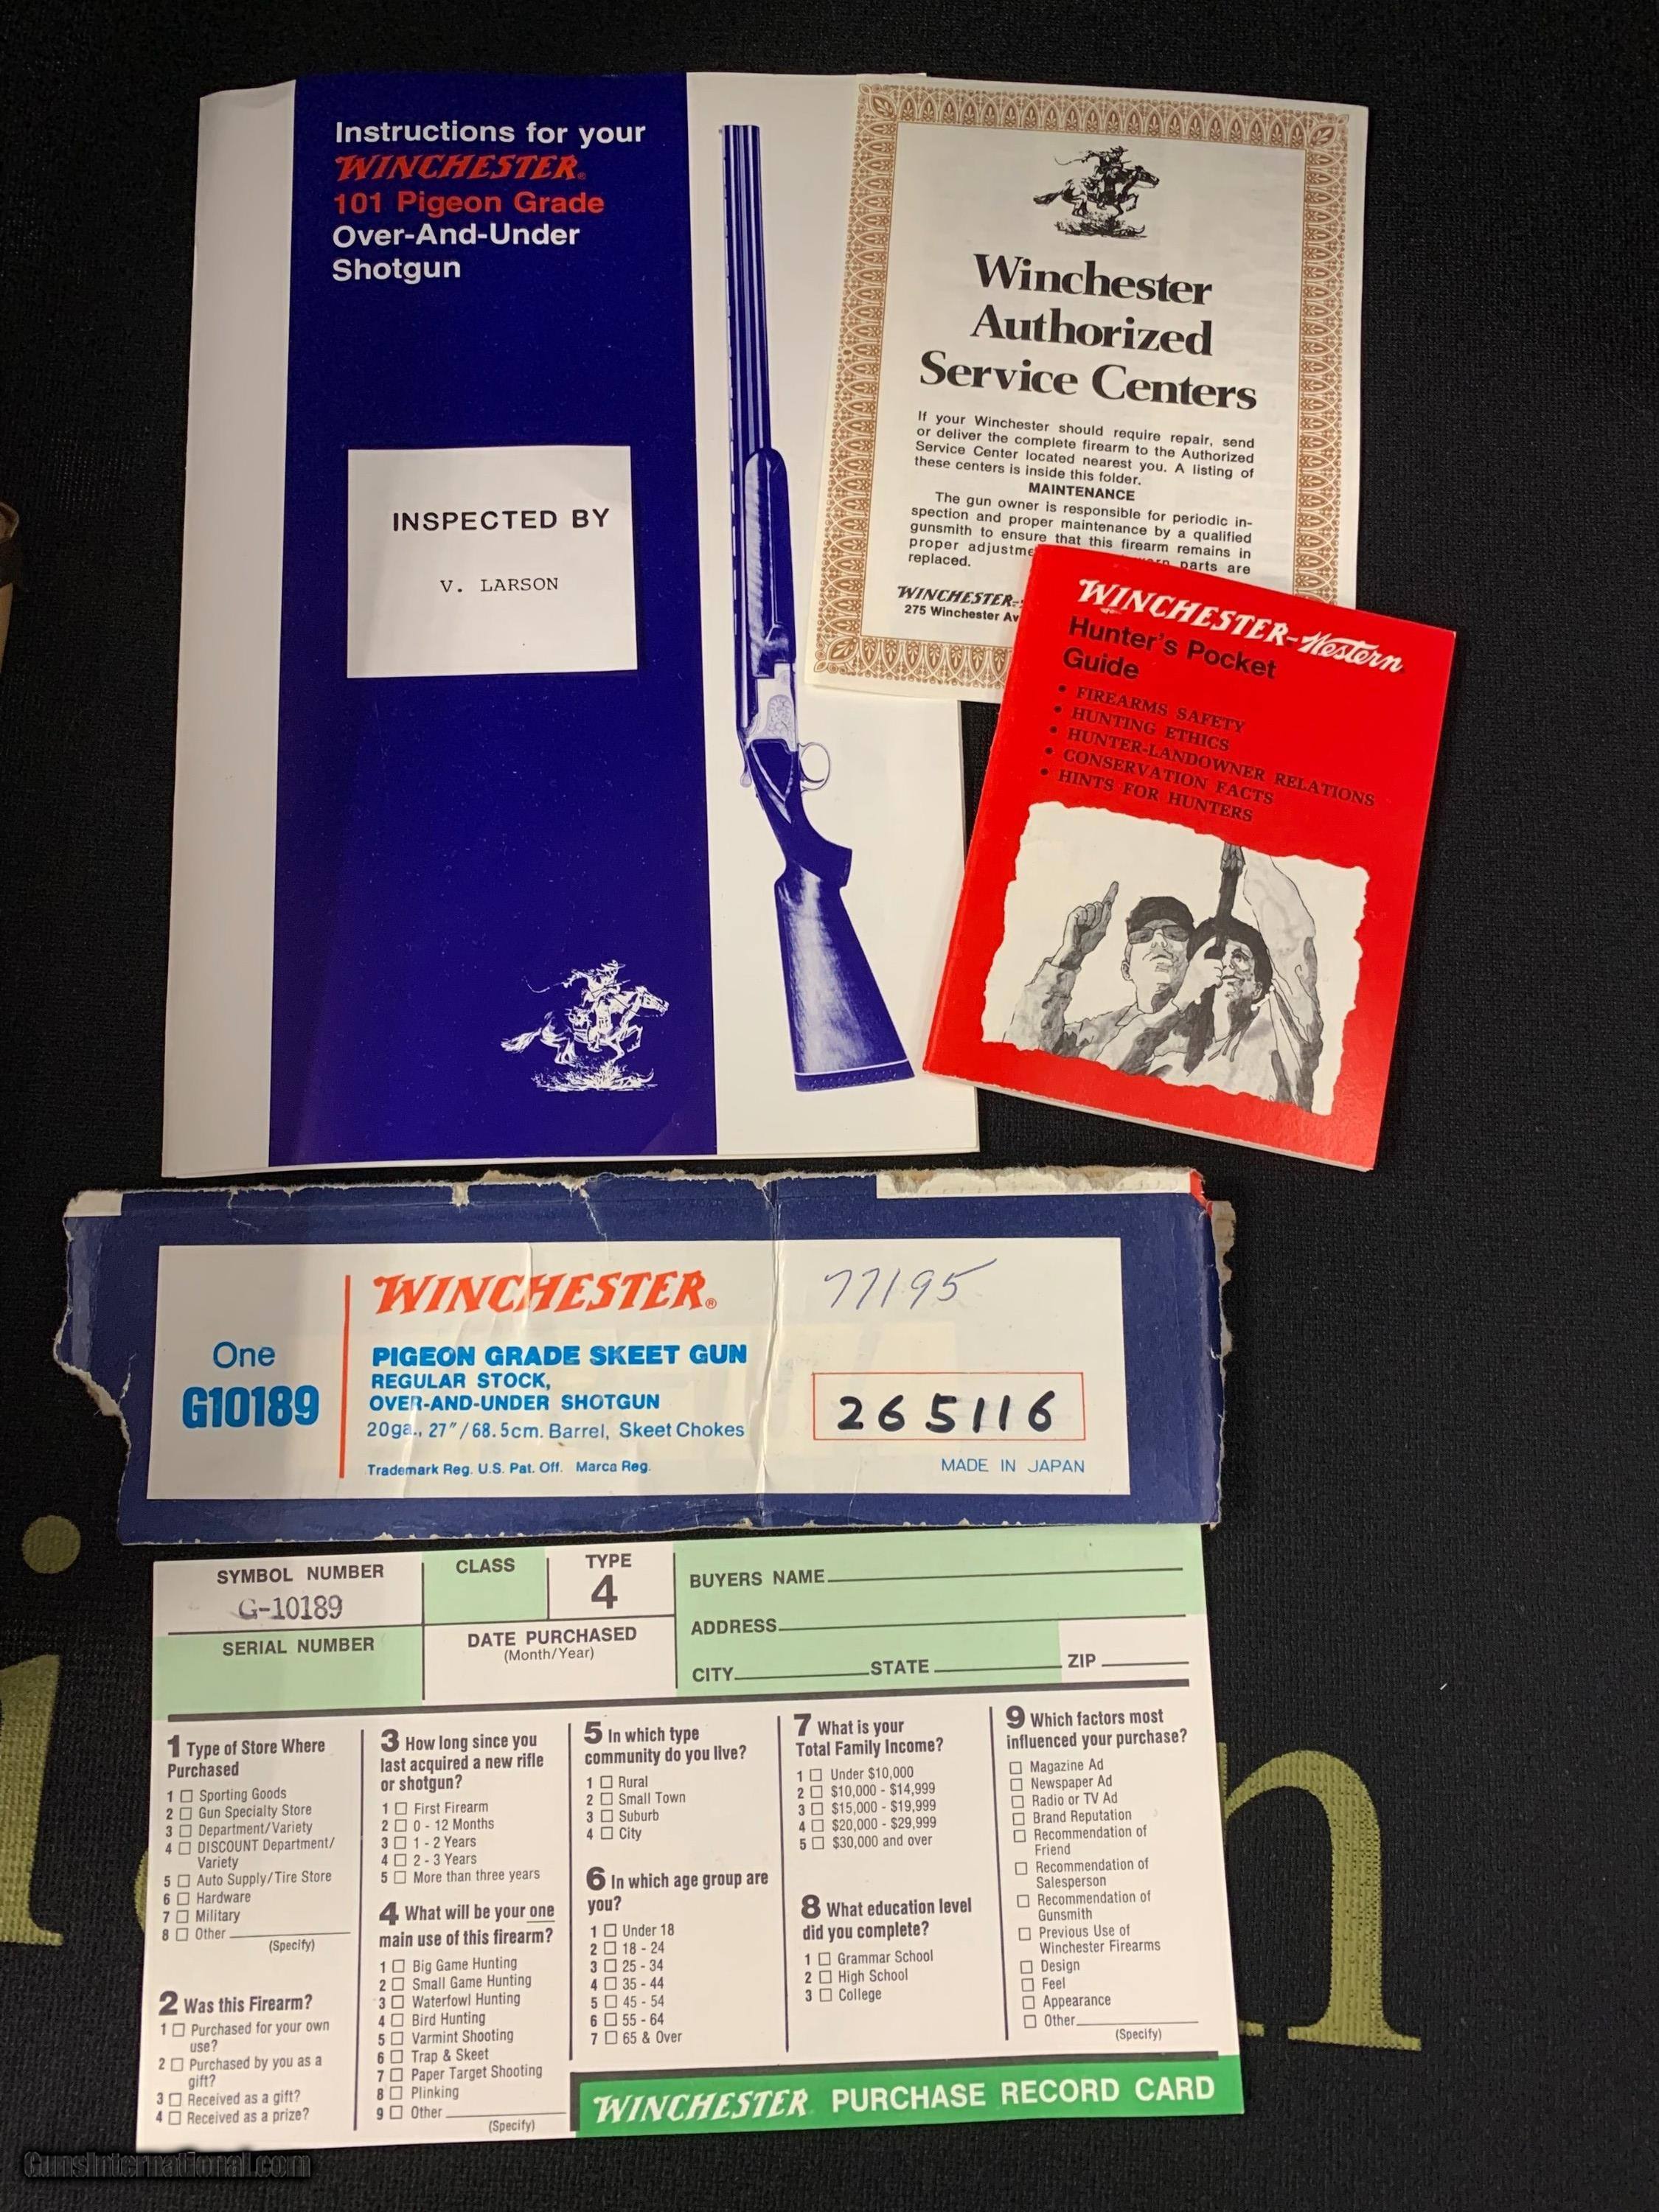 Instructions for your
WINCHESTER®
101 Pigeon Grade
Over-And-Under
Shotgun
INSPECTED BY
V. LARSON
Winchester
Authorized
Service Centers
If your Winchester should require repair, send
or deliver the complete firearm to the Authorized
Service Center located nearest you. A listing of
these centers is inside this folder.
MAINTENANCE
The gun owner is responsible for periodic in-
spection and proper maintenance by a qualified
gunsmith to ensure that this firearm remains in
proper parts are
replaced.
WINCHESTER-
275 Winchester
WINCHESTER-Western
Hunter's Pocket
Guide
• FIREARMS SAFETY
• HUNTING ETHICS
• HUNTER-LANDOWNER RELATIONS
• CONSERVATION FACTS
• HINTS FOR HUNTERS
One
G10189
WINCHESTER®
PIGEON GRADE SKEET GUN
REGULAR STOCK,
OVER-AND-UNDER SHOTGUN
20ga., 27"/68.5cm. Barrel, Skeet Chokes
Trademark Reg. U.S. Pat. Off. Marca Reg.
77195
265116
MADE IN JAPAN
SYMBOL NUMBER
G-10189
CLASS
TYPE
4
SERIAL NUMBER
DATE PURCHASED
(Month/Year)
BUYERS NAME
ADDRESS
CITY STATE ZIP
1 Type of Store Where
Purchased
1 □ Sporting Goods
2 □ Gun Specialty Store
3 □ Department/Variety
4 □ DISCOUNT Department/
Variety
5 □ Auto Supply/Tire Store
6 □ Hardware
7 □ Military
8 □ Other
(Specify)
2 Was this Firearm?
1 □ Purchased for your own
use?
2 □ Purchased by you as a
gift?
3 □ Received as a gift?
4 □ Received as a prize?
3 How long since you
last acquired a new rifle
or shotgun?
1 □ First Firearm
2 □ 0 - 12 Months
3 □ 1 - 2 Years
4 □ 2 - 3 Years
5 □ More than three years
4 What will be your one
main use of this firearm?
1 □ Big Game Hunting
2 □ Small Game Hunting
3 □ Waterfowl Hunting
4 □ Bird Hunting
5 □ Varmint Shooting
6 □ Trap & Skeet
7 □ Paper Target Shooting
8 □ Plinking
9 □ Other
(Specify)
5 In which type
community do you live?
1 □ Rural
2 □ Small Town
3 □ Suburb
4 □ City
6 In which age group are
you?
1 □ Under 18
2 □ 18 - 24
3 □ 25 - 34
4 □ 35 - 44
5 □ 45 - 54
6 □ 55 - 64
7 □ 65 & Over
7 What is your
Total Family Income?
1 □ Under $10,000
2 □ $10,000 - $14,999
3 □ $15,000 - $19,999
4 □ $20,000 - $29,999
5 □ $30,000 and over
8 What education level
did you complete?
1 □ Grammar School
2 □ High School
3 □ College
9 Which factors most
influenced your purchase?
□ Magazine Ad
□ Newspaper Ad
□ Radio or TV Ad
□ Brand Reputation
□ Recommendation of
Friend
□ Recommendation of
Salesperson
□ Recommendation of
Gunsmith
□ Previous Use of
Winchester Firearms
□ Design
□ Feel
□ Appearance
□ Other
(Specify)
WINCHESTER PURCHASE RECORD CARD
GunsInternational.com